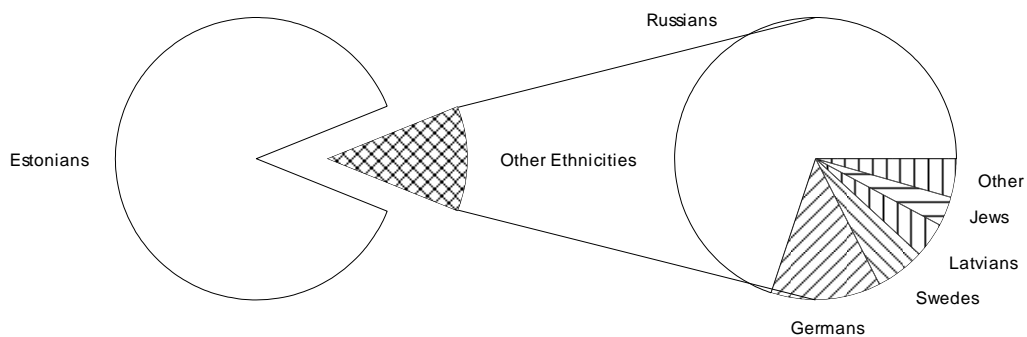 Russians
Estonians
Other Ethnicities
Other
Jews
Latvians
Swedes
Germans